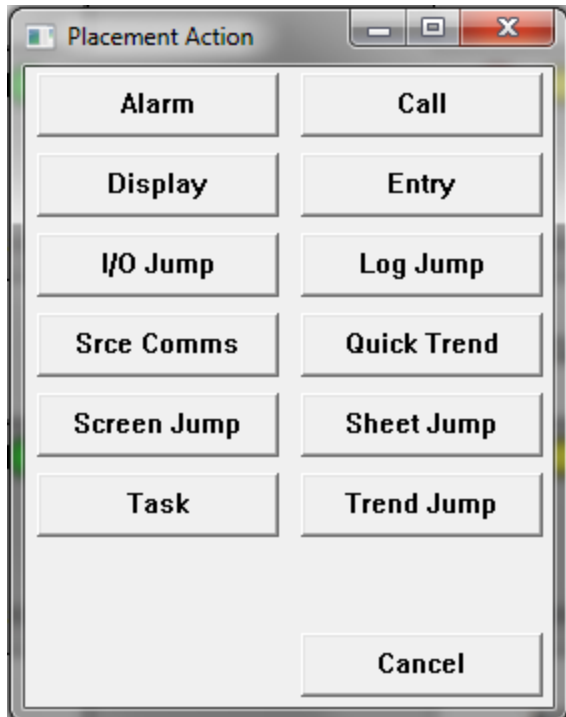 Placement Action
Alarm
Call
Display
Entry
I/O Jump
Log Jump
Srce Comms
Quick Trend
Screen Jump
Sheet Jump
Task
Trend Jump
Cancel